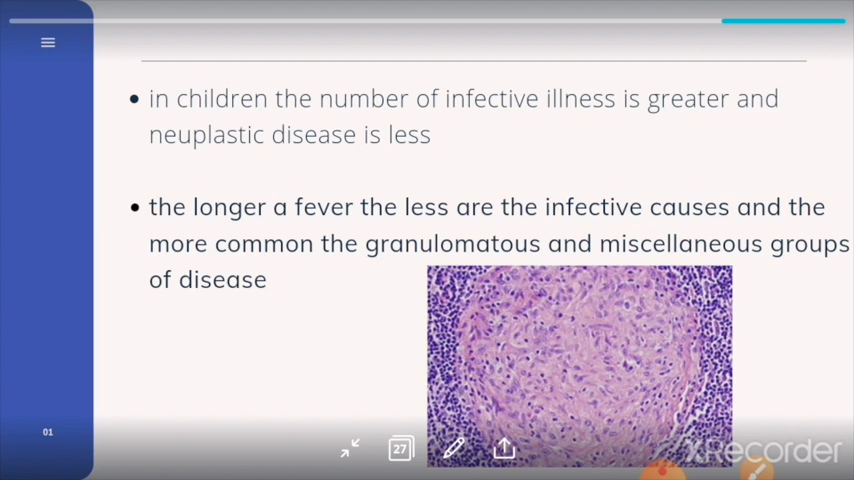 in children the number of infective illness is greater and
neuplastic disease is less
the longer a fever the less are the infective causes and the
more common the granulomatous and miscellaneous groups
of disease
01
27
XRecorder